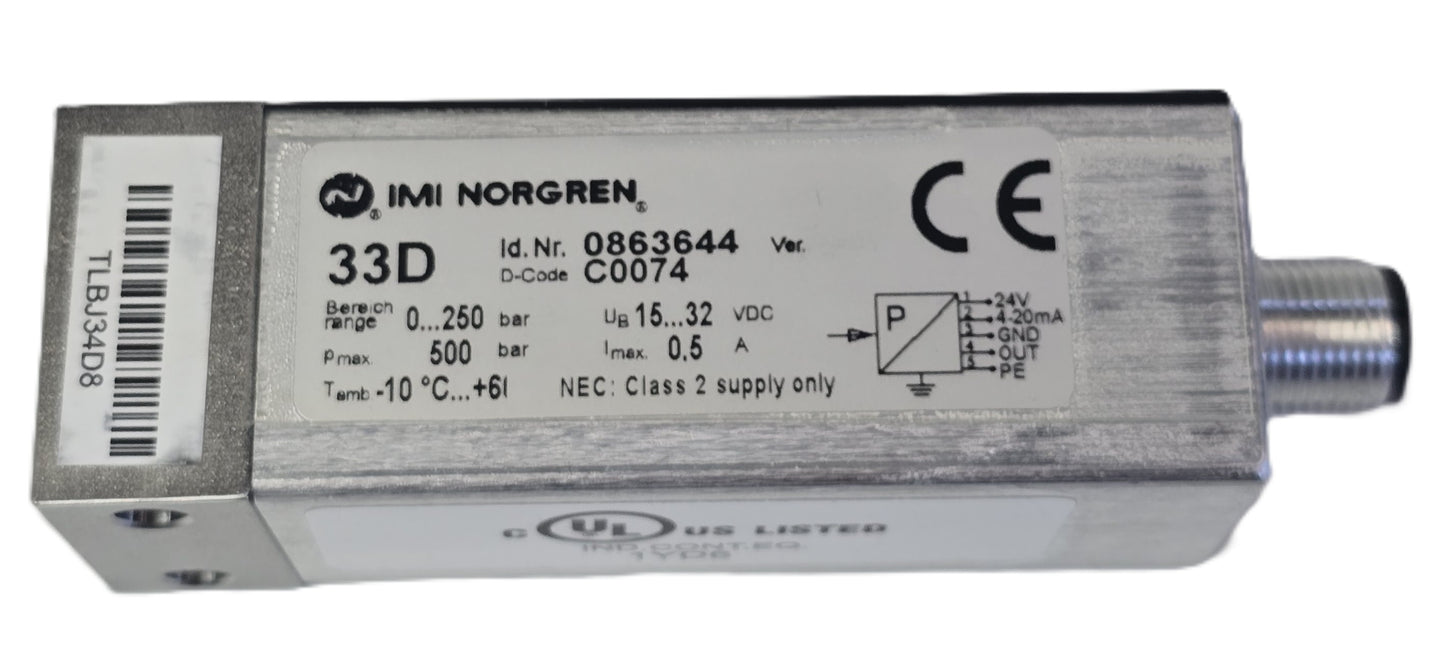 TLBJ34D8
IMI NORGREN®
33D
Id. Nr. 0863644 Ver.
D-Code C0074
Bereich
range 0...250 bar
UB 15...32 VDC
Pmax. 500 bar
Imax. 0,5 A
Tamb -10 °C...+6
NEC: Class 2 supply only
CE
P
1 24V
2 4-20mA
3 GND
4 OUT
5 PE
C UL US LISTED
IND.CONT.EQ.